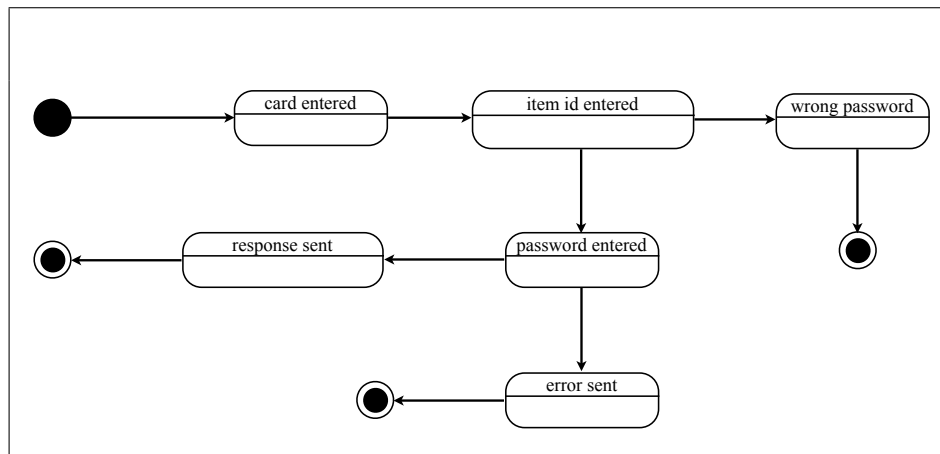 card entered
item id entered
wrong password
response sent
password entered
error sent